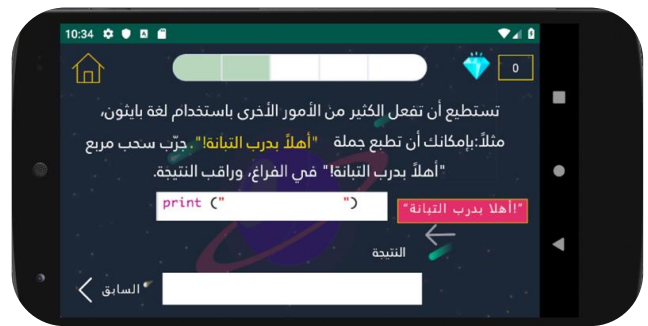 10:34
0
تستطيع أن تفعل الكثير من الأمور الأخرى باستخدام لغة بايثون،
مثلاً:بإمكانك أن تطبع جملة "أهلاً بدرب التبانة!". جرّب سحب مربع
"أهلاً بدرب التبانة!" في الفراغ، وراقب النتيجة.
print (" ")
"أهلا بدرب التبانة!"
النتيجة
السابق